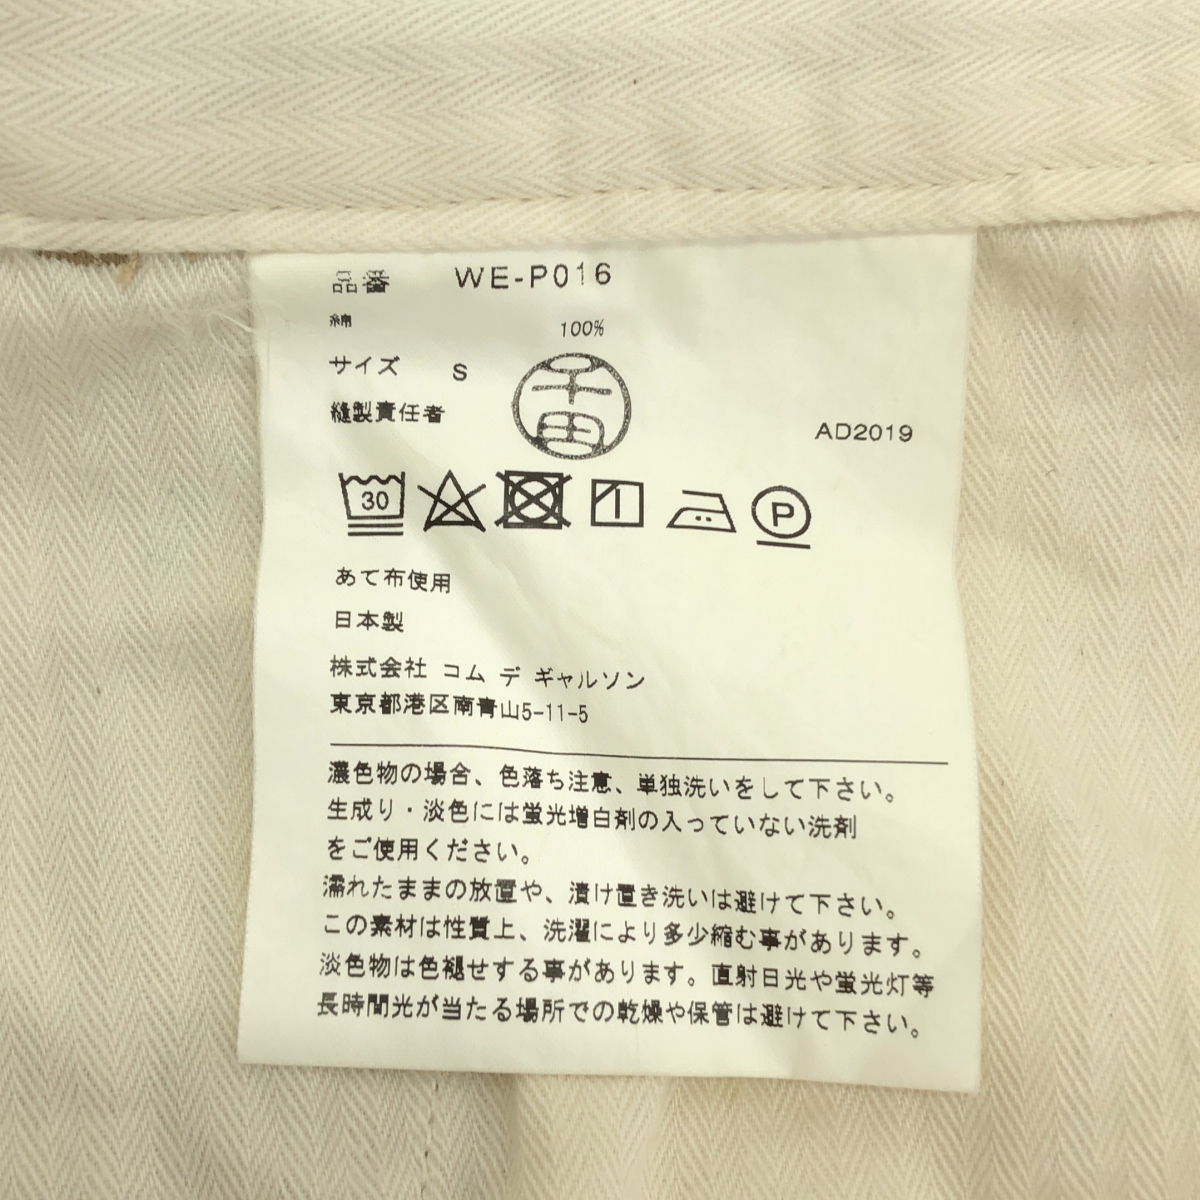 品番 WE-P016
綿 100%
サイズ S
千田
縫製責任者
AD2019
30 P
あて布使用
日本製
株式会社 コム デ ギャルソン
東京都港区南青山5-11-5
濃色物の場合、色落ち注意、単独洗いをして下さい。
生成り・淡色には蛍光増白剤の入っていない洗剤
をご使用ください。
濡れたままの放置や、漬け置き洗いは避けて下さい。
この素材は性質上、洗濯により多少縮む事があります。
淡色物は色褪せする事があります。直射日光や蛍光灯等
長時間光が当たる場所での乾燥や保管は避けて下さい。